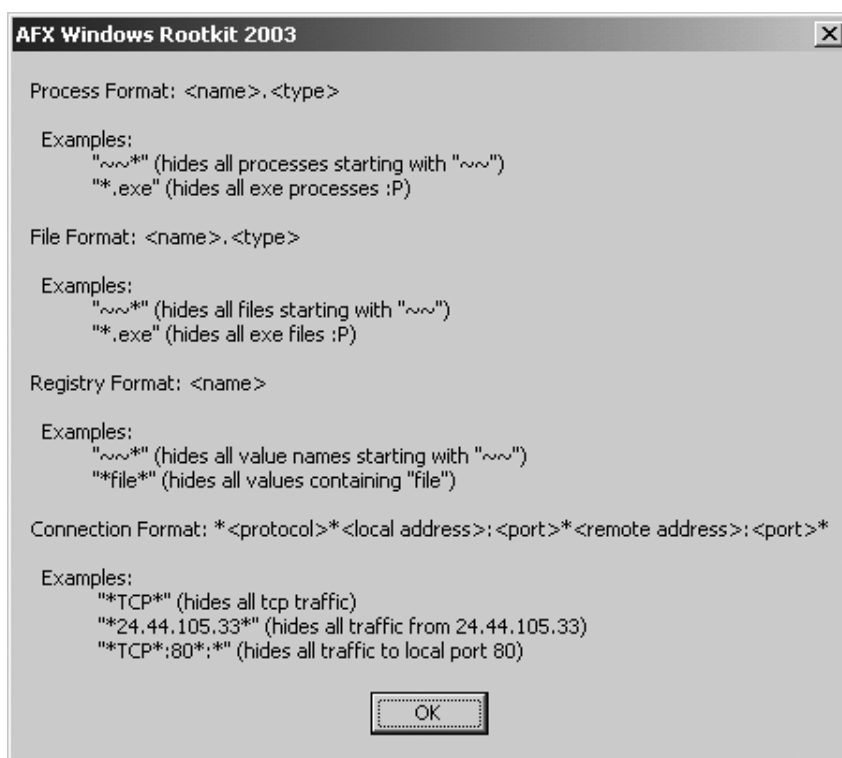 AFX Windows Rootkit 2003
Process Format: <name>.<type>
Examples:
"~~*" (hides all processes starting with "~~")
"*.exe" (hides all exe processes :P)
File Format: <name>.<type>
Examples:
"~~*" (hides all files starting with "~~")
"*.exe" (hides all exe files :P)
Registry Format: <name>
Examples:
"~~*" (hides all value names starting with "~~")
"*file*" (hides all values containing "file")
Connection Format: *<protocol>*<local address>:<port>*<remote address>:<port>*
Examples:
"*TCP*" (hides all tcp traffic)
"*24.44.105.33*" (hides all traffic from 24.44.105.33)
"*TCP*:80*:*" (hides all traffic to local port 80)
OK